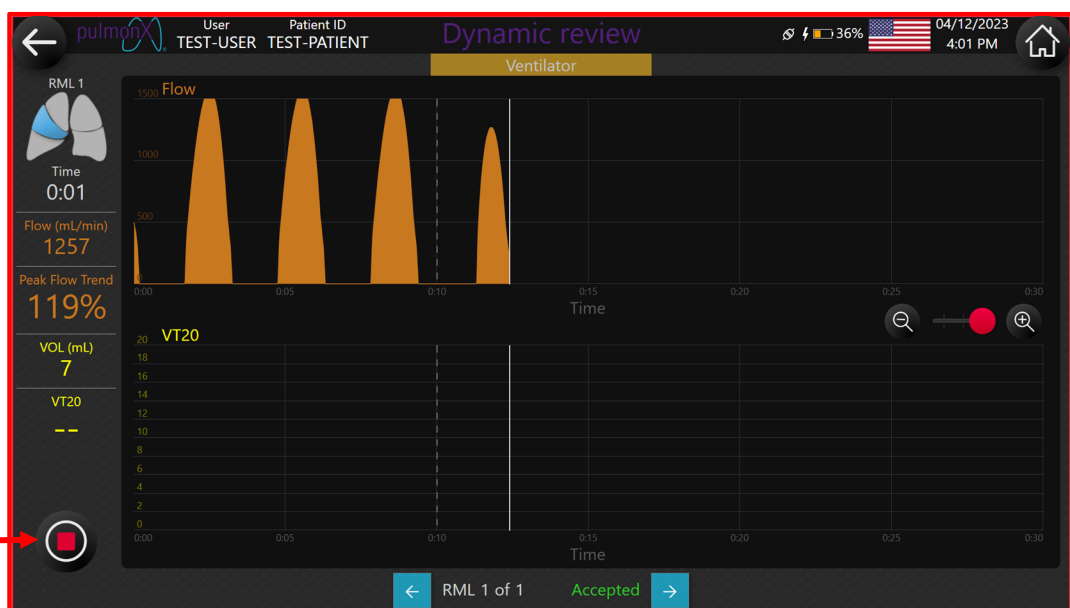 pulmonX
User
TEST-USER
Patient ID
TEST-PATIENT
Dynamic review
36%
04/12/2023
4:01 PM
Ventilator
RML 1
Time
0:01
Flow (mL/min)
1257
Peak Flow Trend
119%
VOL (mL)
7
VT20
--
1500 Flow
1000
500
0
0:00 0:05 0:10 0:15 0:20 0:25 0:30
Time
VT20
20
18
16
14
12
10
8
6
4
2
0
0:00 0:05 0:10 0:15 0:20 0:25 0:30
Time
RML 1 of 1 Accepted